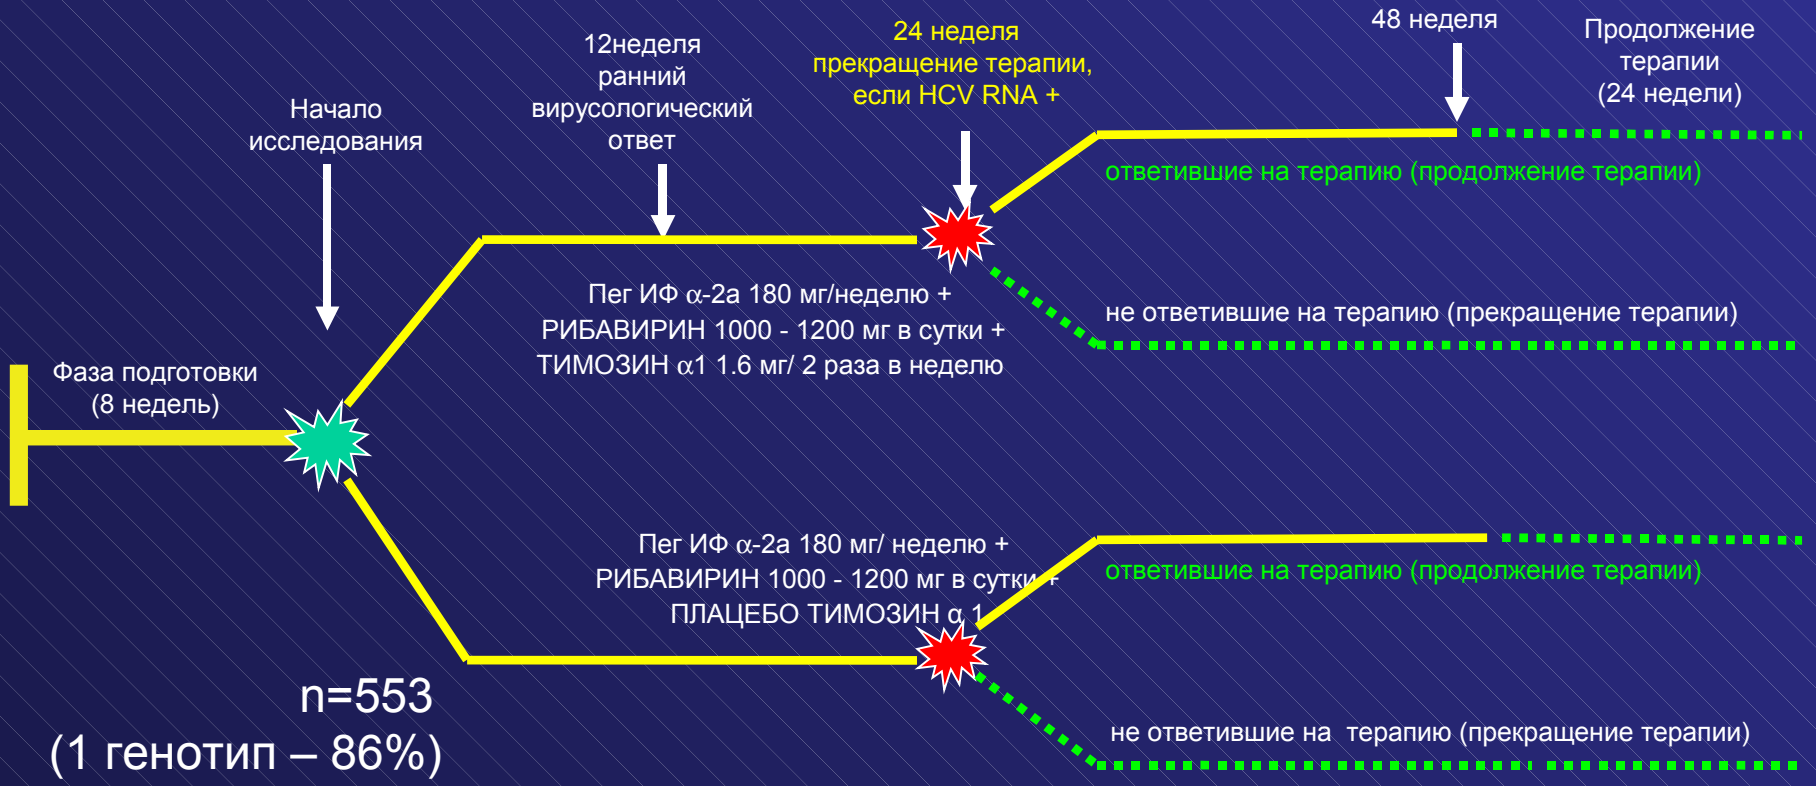 Начало
исследования
12неделя
ранний
вирусологический
ответ
24 неделя
прекращение терапии,
если HCV RNA +
48 неделя
Продолжение
терапии
(24 недели)
ответившие на терапию (продолжение терапии)
Пег ИФ α-2a 180 мг/неделю +
РИБАВИРИН 1000 - 1200 мг в сутки +
ТИМОЗИН α1 1.6 мг/ 2 раза в неделю
не ответившие на терапию (прекращение терапии)
Фаза подготовки
(8 недель)
Пег ИФ α-2a 180 мг/ неделю +
РИБАВИРИН 1000 - 1200 мг в сутки +
ПЛАЦЕБО ТИМОЗИН α 1
ответившие на терапию (продолжение терапии)
не ответившие на терапию (прекращение терапии)
n=553
(1 генотип – 86%)